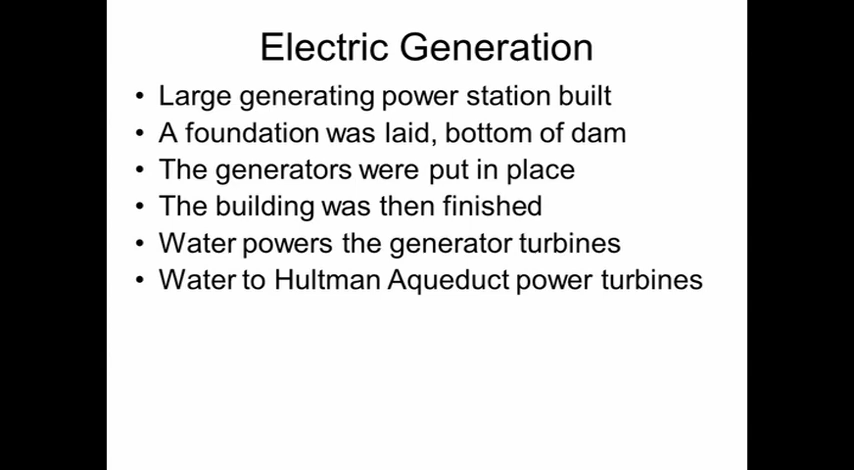 Electric Generation
• Large generating power station built
• A foundation was laid, bottom of dam
• The generators were put in place
• The building was then finished
• Water powers the generator turbines
• Water to Hultman Aqueduct power turbines